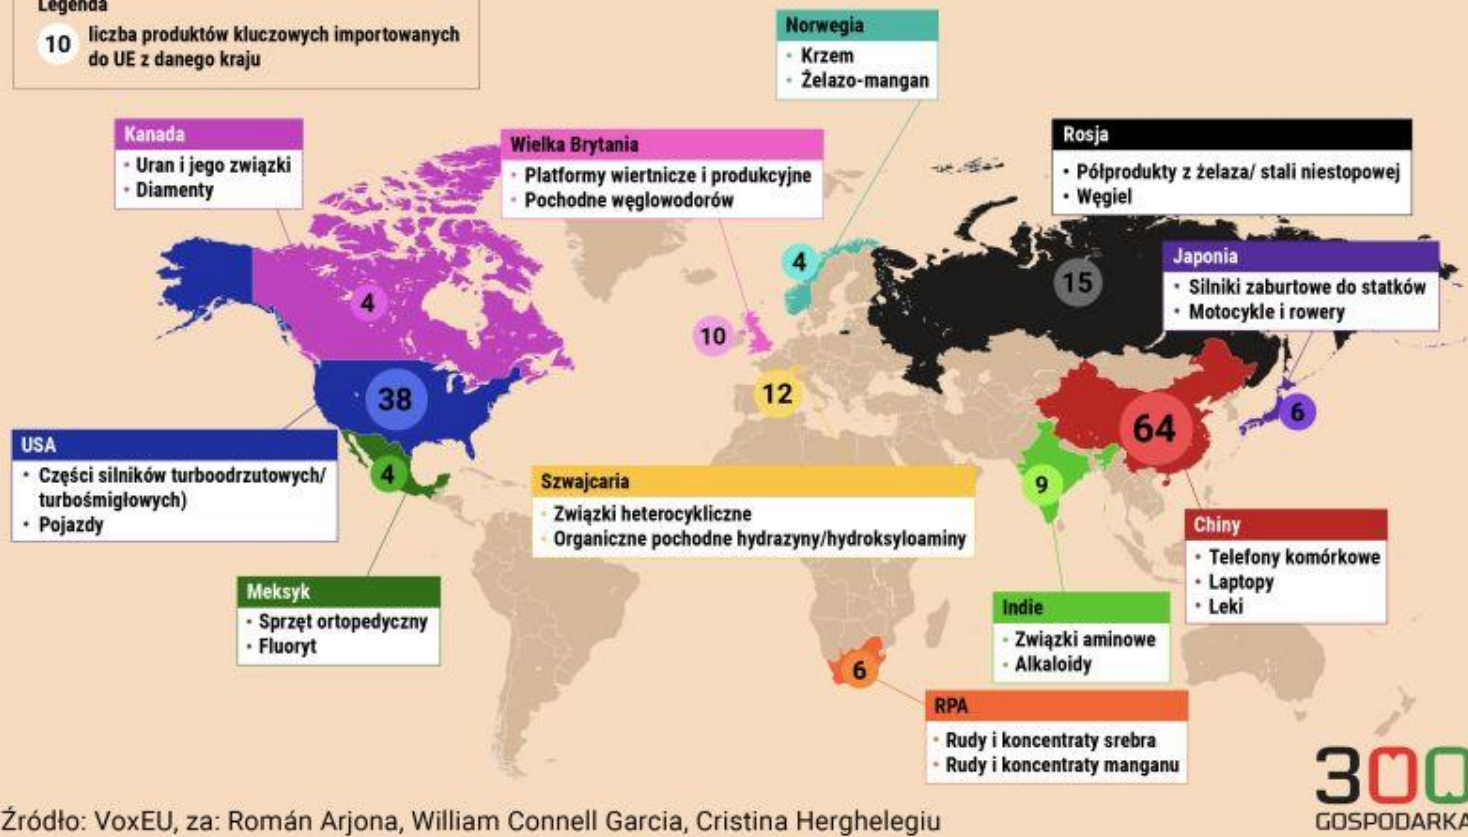 Legenda
10
liczba produktów kluczowych importowanych
do UE z danego kraju
Norwegia
Krzem
Żelazo-mangan
4
Kanada
Uran i jego związki
Diamenty
4
Wielka Brytania
Platformy wiertnicze i produkcyjne
Pochodne węglowodorów
10
Rosja
Półprodukty z żelaza/ stali niestopowej
Węgiel
15
Japonia
Silniki zaburtowe do statków
Motocykle i rowery
6
USA
Części silników turboodrzutowych/
turbośmigłowych)
Pojazdy
38
Meksyk
Sprzęt ortopedyczny
Fluoryt
4
Szwajcaria
Związki heterocykliczne
Organiczne pochodne hydrazyny/hydroksyloaminy
12
Chiny
Telefony komórkowe
Laptopy
Leki
64
Indie
Związki aminowe
Alkaloidy
9
RPA
Rudy i koncentraty srebra
Rudy i koncentraty manganu
6
300
GOSPODARKA
Źródło: VoxEU, za: Román Arjona, William Connell Garcia, Cristina Herghelegiu